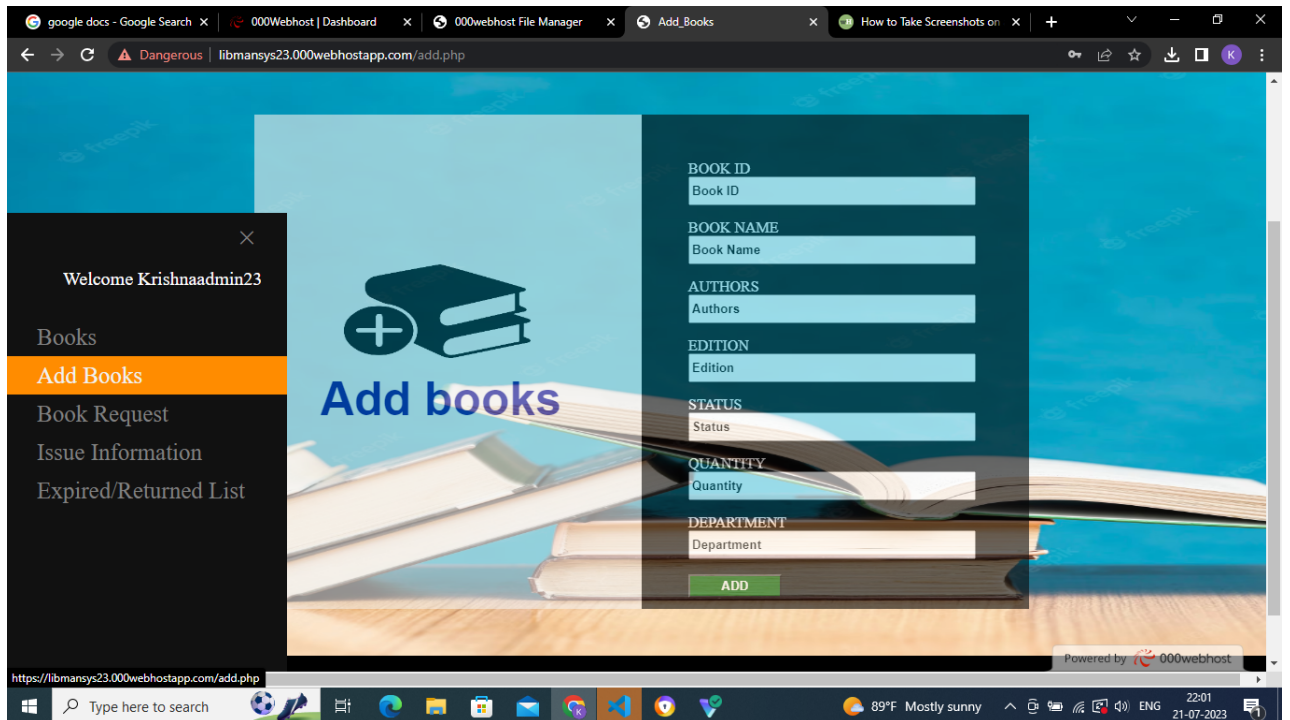 google docs - Google Search
000Webhost | Dashboard
000webhost File Manager
Add_Books
How to Take Screenshots on
Dangerous
libmansys23.000webhostapp.com/add.php
K
freepik
Welcome Krishnaadmin23
Books
Add Books
Book Request
Issue Information
Expired/Returned List
Add books
BOOK ID
Book ID
BOOK NAME
Book Name
AUTHORS
Authors
EDITION
Edition
STATUS
Status
QUANTITY
Quantity
DEPARTMENT
Department
ADD
Powered by 000webhost
https://libmansys23.000webhostapp.com/add.php
Type here to search
89°F Mostly sunny
ENG
22:01
21-07-2023
1